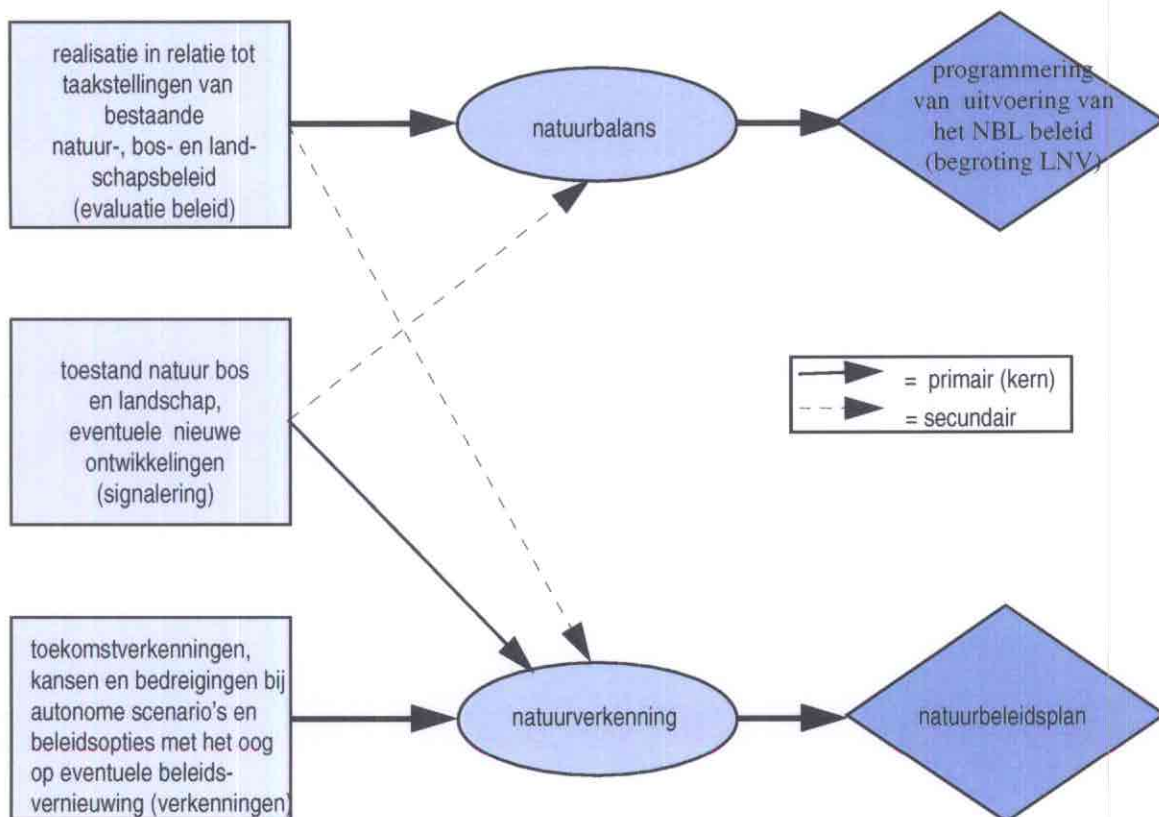 realisatie in relatie tot
taakstellingen van
bestaande
natuur-, bos- en land-
schapsbeleid
(evaluatie beleid)
natuurbalans
programmering
van uitvoering van
het NBL beleid
(begroting LNV)
toestand natuur bos
en landschap,
eventuele nieuwe
ontwikkelingen
(signalering)
= primair (kern)
= secundair
toekomstverkenningen,
kansen en bedreigingen bij
autonome scenario's en
beleidsopties met het oog
op eventuele beleids-
vernieuwing (verkenningen)
natuurverkenning
natuurbeleidsplan